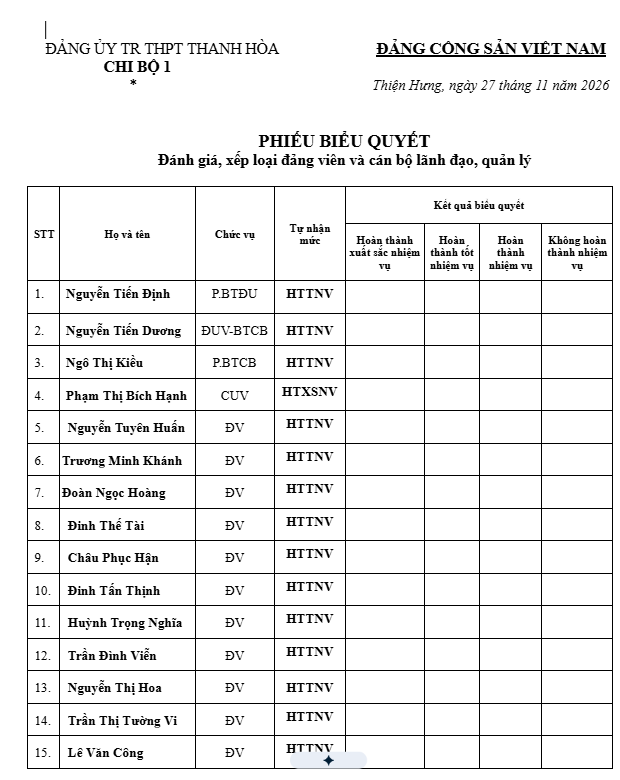 ĐẢNG ỦY TR THPT THANH HÒA
ĐẢNG CÔNG SẢN VIÊT NAM
CHI BỘ 1
*
Thiện Hưng, ngày 27 tháng 11 năm 2026
PHIẾU BIỂU QUYẾT
Đánh giá, xếp loại đảng viên và cán bộ lãnh đạo, quản lý
STT Họ và tên Chức vụ Tự nhận mức Kết quả biểu quyết
Hoàn thành xuất sắc nhiệm vụ Hoàn thành tốt nhiệm vụ Hoàn thành nhiệm vụ Không hoàn thành nhiệm vụ
1. Nguyễn Tiến Định P.BTĐU HTTNV
2. Nguyễn Tiến Dương ĐUV-BTCB HTTNV
3. Ngô Thị Kiều P.BTCB HTTNV
4. Phạm Thị Bích Hạnh CUV HTXSNV
5. Nguyễn Tuyên Huấn ĐV HTTNV
6. Trương Minh Khánh ĐV HTTNV
7. Đoàn Ngọc Hoàng ĐV HTTNV
8. Đinh Thế Tài ĐV HTTNV
9. Châu Phục Hận ĐV HTTNV
10. Đinh Tấn Thịnh ĐV HTTNV
11. Huỳnh Trọng Nghĩa ĐV HTTNV
12. Trần Đình Viễn ĐV HTTNV
13. Nguyễn Thị Hoa ĐV HTTNV
14. Trần Thị Tường Vi ĐV HTTNV
15. Lê Văn Công ĐV HTTNV